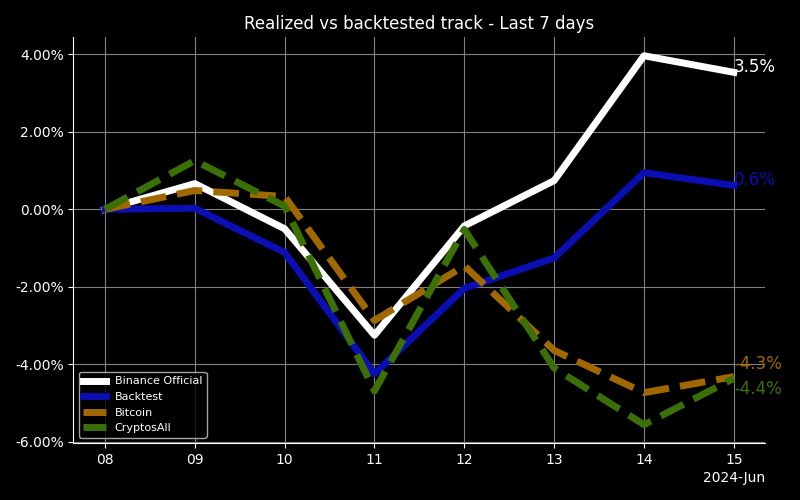 Realized vs backtested track - Last 7 days
4.00%
2.00%
0.00%
-2.00%
-4.00%
-6.00%
3.5%
0.6%
-4.3%
-4.4%
Binance Official
Backtest
Bitcoin
CryptosAll
08 09 10 11 12 13 14 15
2024-Jun